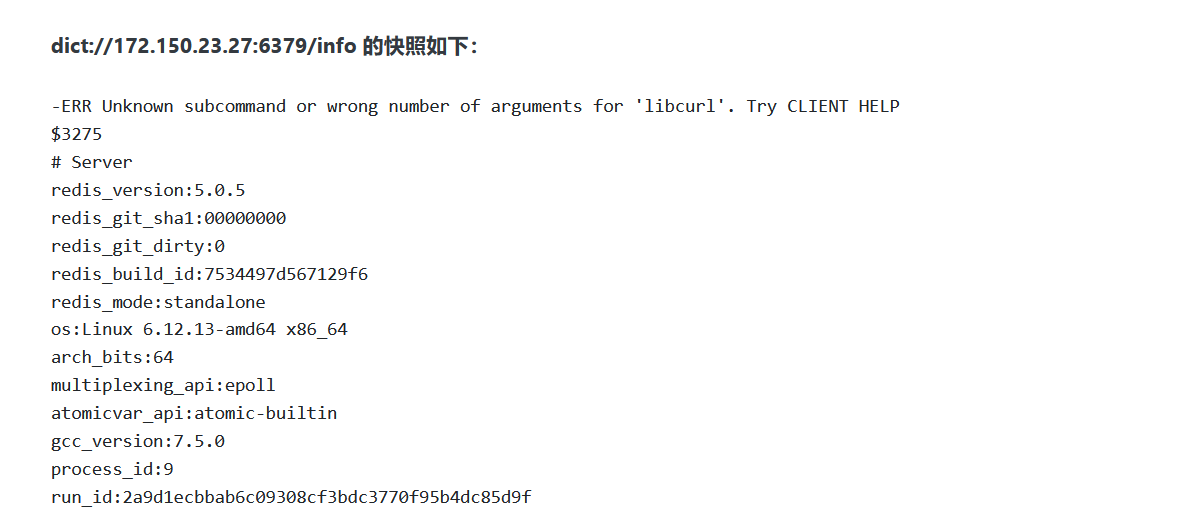 dict://172.150.23.27:6379/info 的快照如下：
-ERR Unknown subcommand or wrong number of arguments for 'libcurl'. Try CLIENT HELP
$3275
# Server
redis_version:5.0.5
redis_git_sha1:00000000
redis_git_dirty:0
redis_build_id:7534497d567129f6
redis_mode:standalone
os:Linux 6.12.13-amd64 x86_64
arch_bits:64
multiplexing_api:epoll
atomicvar_api:atomic-builtin
gcc_version:7.5.0
process_id:9
run_id:2a9d1ecbbab6c09308cf3bdc3770f95b4dc85d9f